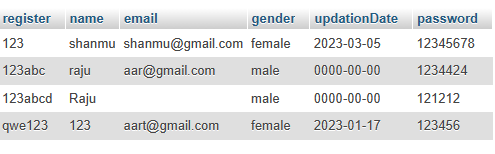 register name email gender updationDate password
123 shanmu shanmu@gmail.com female 2023-03-05 12345678
123abc raju aar@gmail.com male 0000-00-00 1234424
123abcd Raju male 0000-00-00 121212
qwe123 123 aart@gmail.com female 2023-01-17 123456